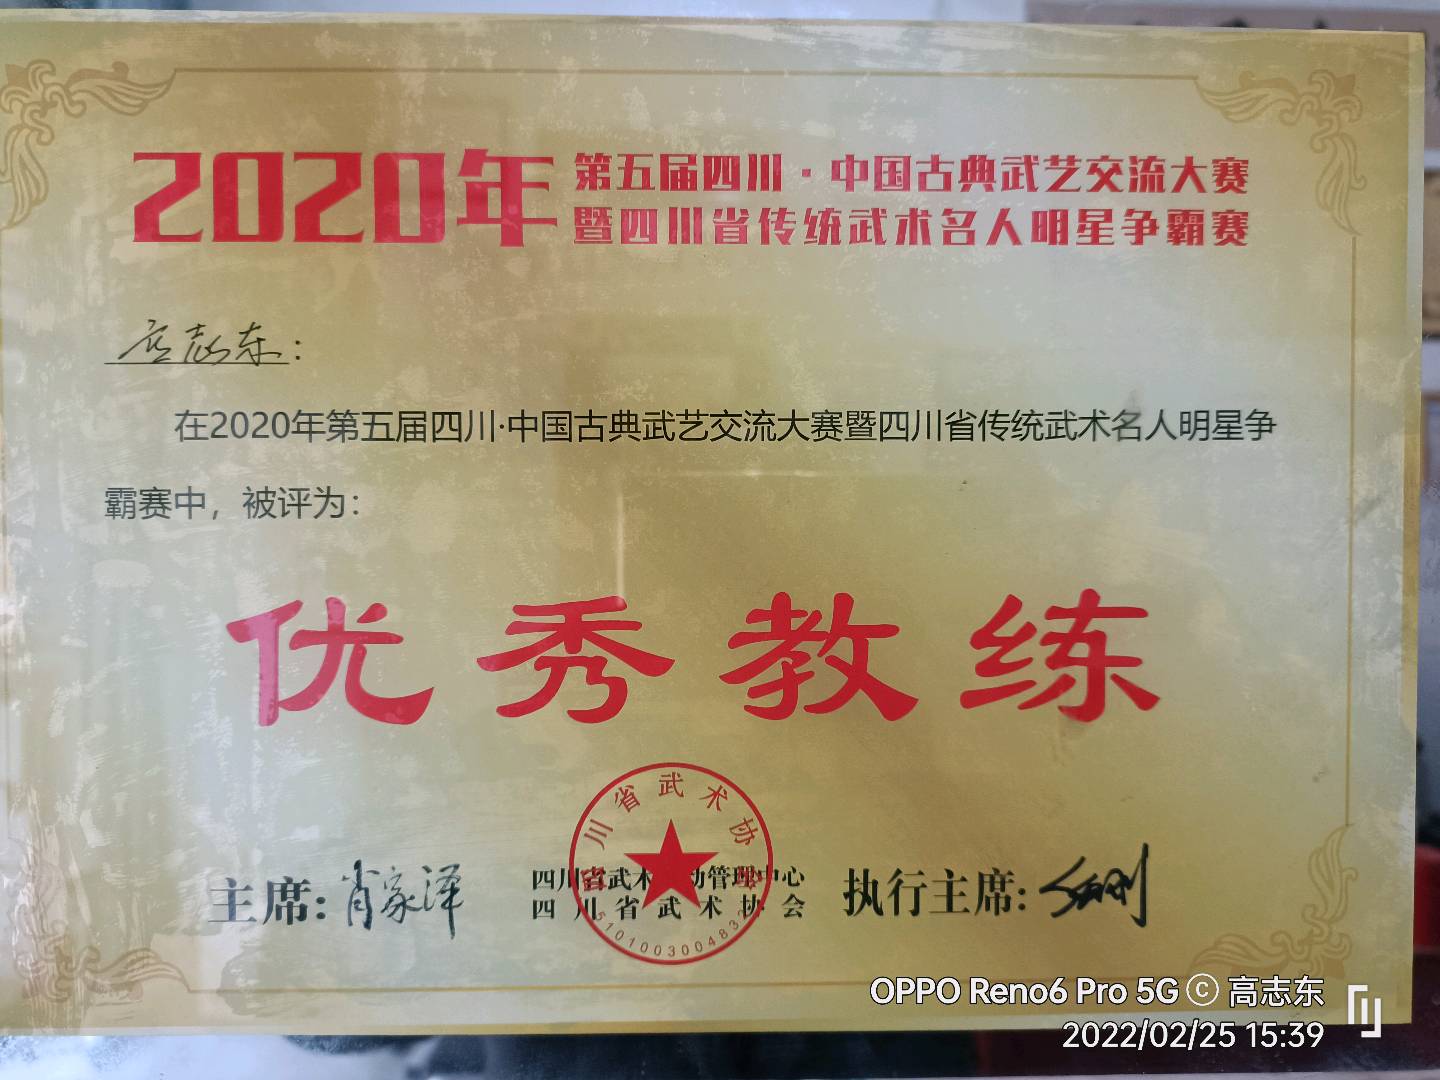 2020年
第五届四川·中国古典武艺交流大赛
暨四川省传统武术名人明星争霸赛
高志东：
在2020年第五届四川·中国古典武艺交流大赛暨四川省传统武术名人明星争
霸赛中，被评为：
优秀教练
主席：肖家泽
四川省武术运动管理中心
四川省武术协会
四川省武术协会
5101003004832
执行主席：
OPPO Reno6 Pro 5G © 高志东
2022/02/25 15:39